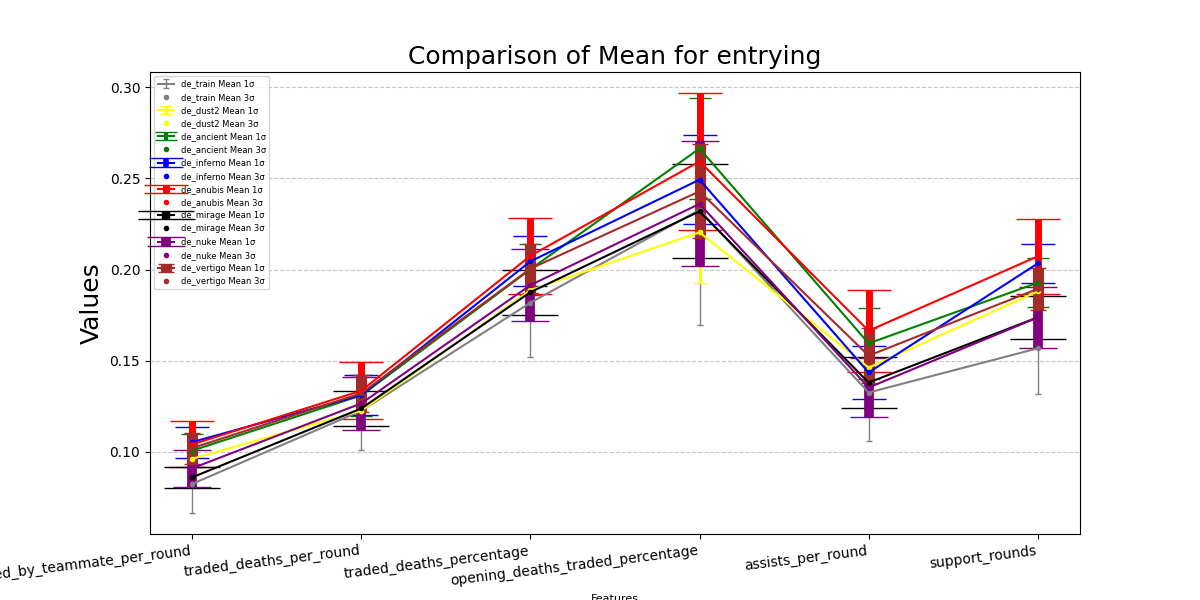 Comparison of Mean for entrying
Values
0.30
0.25
0.20
0.15
0.10
de_train Mean 1σ
de_train Mean 3σ
de_dust2 Mean 1σ
de_dust2 Mean 3σ
de_ancient Mean 1σ
de_ancient Mean 3σ
de_inferno Mean 1σ
de_inferno Mean 3σ
de_anubis Mean 1σ
de_anubis Mean 3σ
de_mirage Mean 1σ
de_mirage Mean 3σ
de_nuke Mean 1σ
de_nuke Mean 3σ
de_vertigo Mean 1σ
de_vertigo Mean 3σ
ed_by_teammate_per_round
traded_deaths_per_round
traded_deaths_percentage
opening_deaths_traded_percentage
assists_per_round
support_rounds
Features